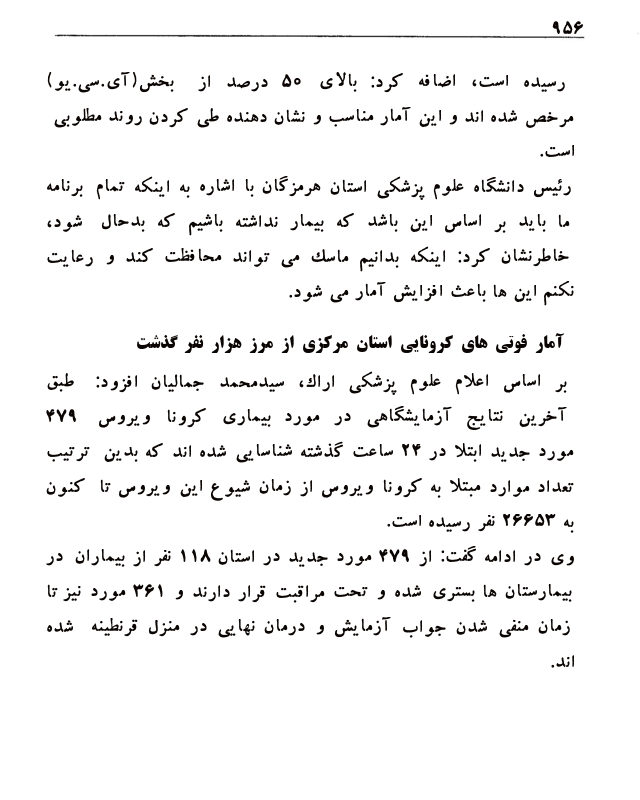 ۹۵۶
رسیده است، اضافه کرد: بالای ۵۰ درصد از بخش(آی.سی.یو)
مرخص شده اند و این آمار مناسب و نشان دهنده طی کردن روند مطلوبی
است.
رئیس دانشگاه علوم پزشکی استان هرمزگان با اشاره به اینکه تمام برنامه
ما باید بر اساس این باشد که بیمار نداشته باشیم که بدحال شود،
خاطرنشان کرد: اینکه بدانیم ماسک می تواند محافظت کند و رعایت
نکنم این ها باعث افزایش آمار می شود.
آمار فوتی های کرونایی استان مرکزی از مرز هزار نفر گذشت
بر اساس اعلام علوم پزشکی اراک، سیدمحمد جمالیان افزود: طبق
آخرین نتایج آزمایشگاهی در مورد بیماری کرونا ویروس ۴۷۹
مورد جدید ابتلا در ۲۴ ساعت گذشته شناسایی شده اند که بدین ترتیب
تعداد موارد مبتلا به کرونا ویروس از زمان شیوع این ویروس تا کنون
به ۲۶۶۵۳ نفر رسیده است.
وی در ادامه گفت: از ۴۷۹ مورد جدید در استان ۱۱۸ نفر از بیماران در
بیمارستان ها بستری شده و تحت مراقبت قرار دارند و ۳۶۱ مورد نیز تا
زمان منفی شدن جواب آزمایش و درمان نهایی در منزل قرنطینه شده
اند.